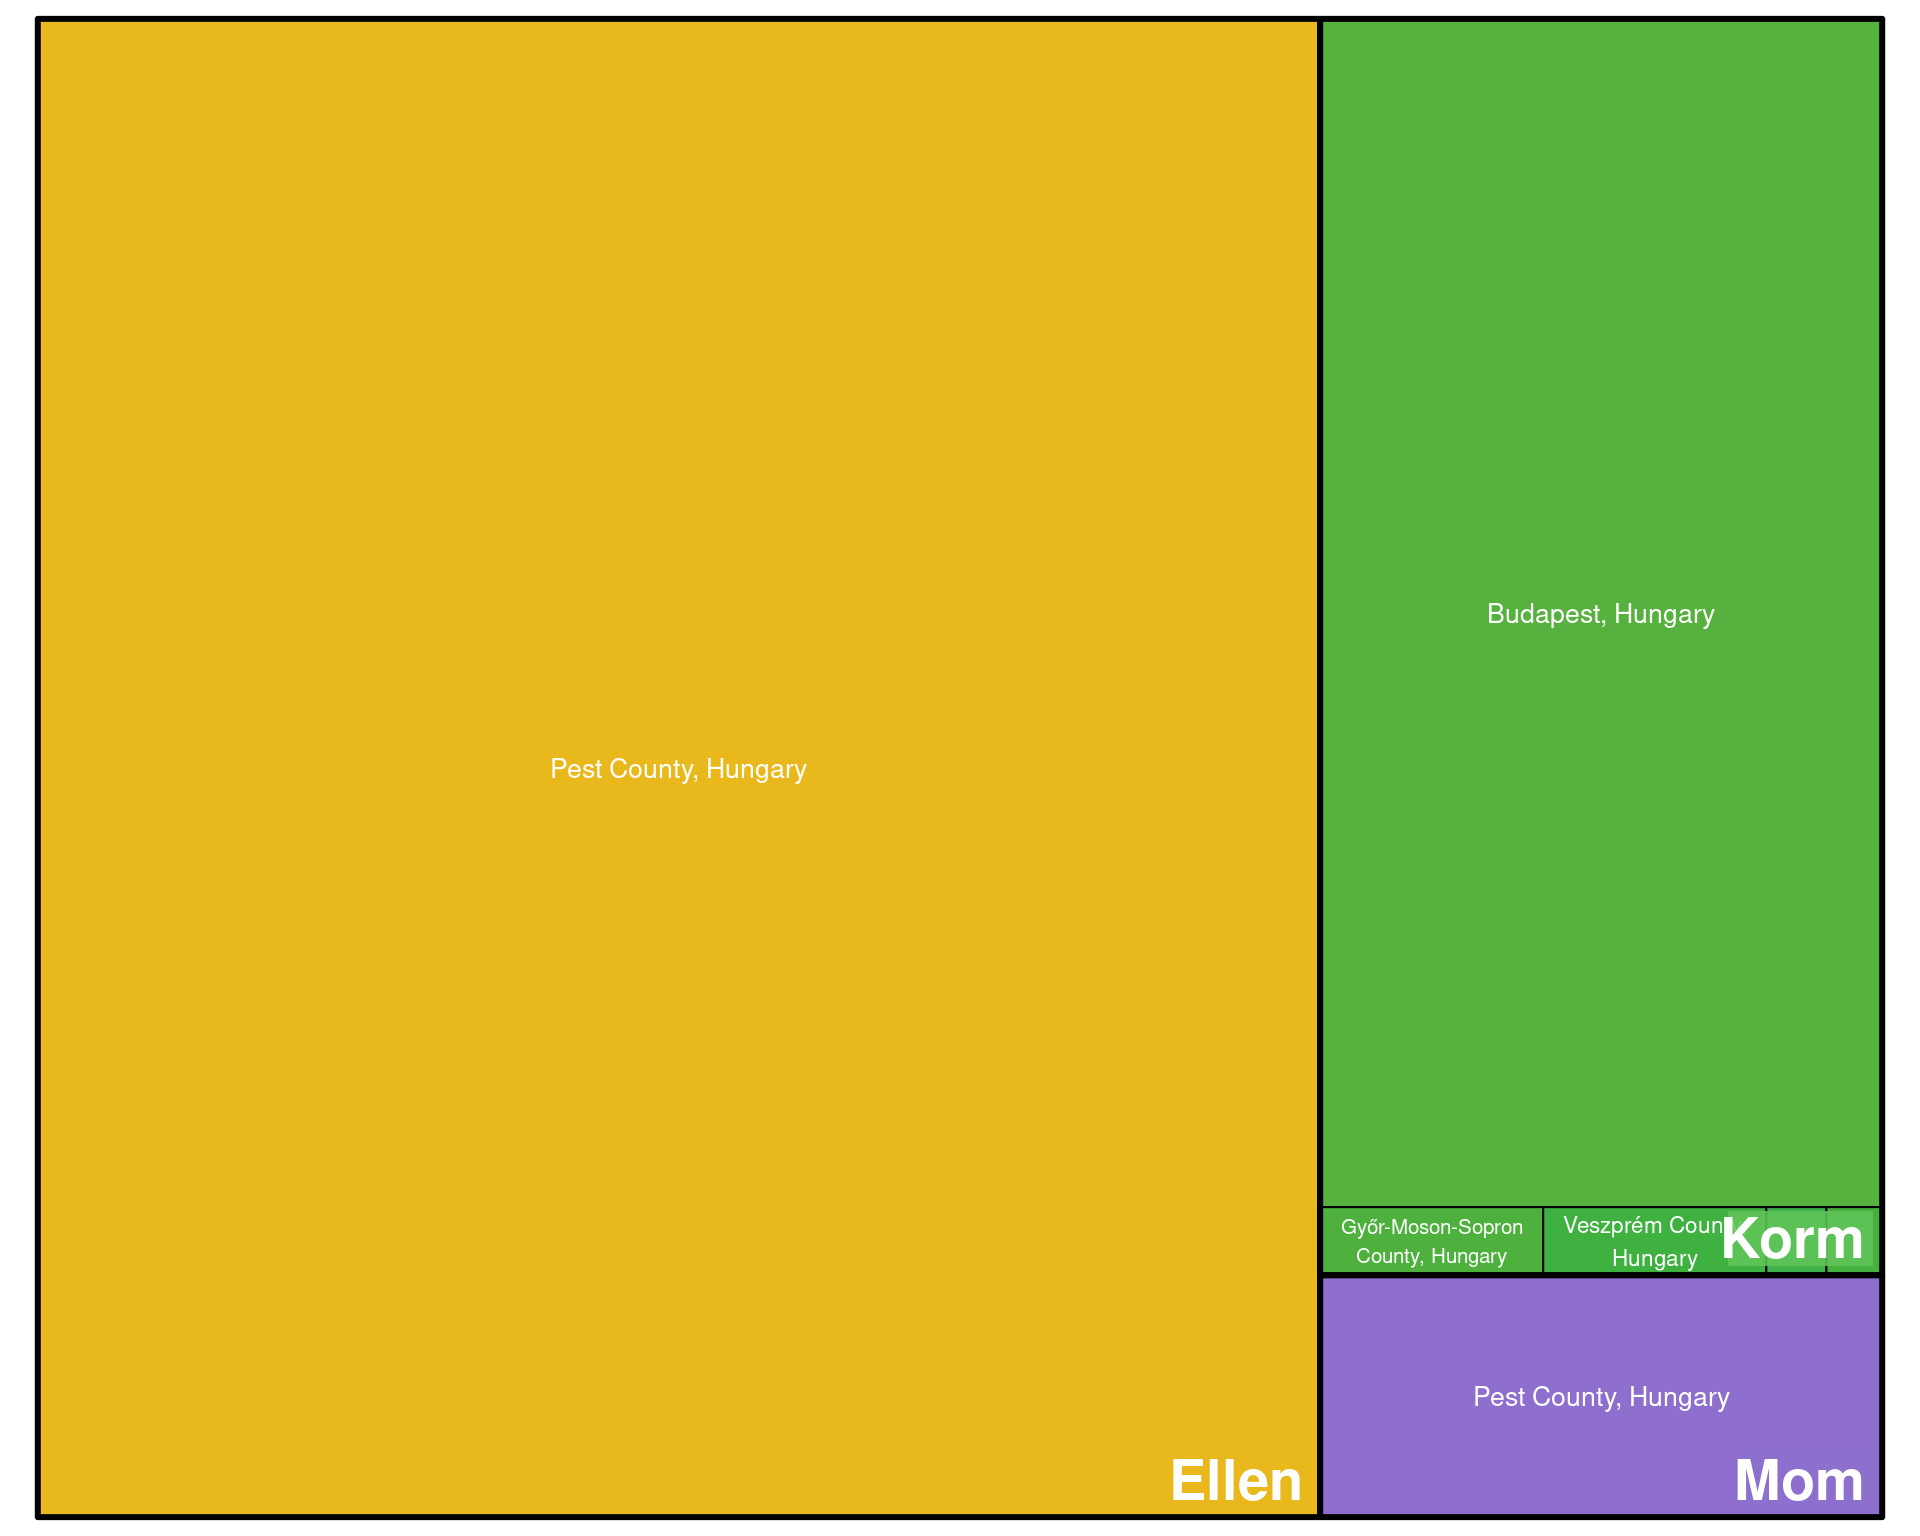 Pest County, Hungary
Ellen
Budapest, Hungary
Győr-Moson-Sopron
County, Hungary
Veszprém Coun
Hungary
Korm
Pest County, Hungary
Mom